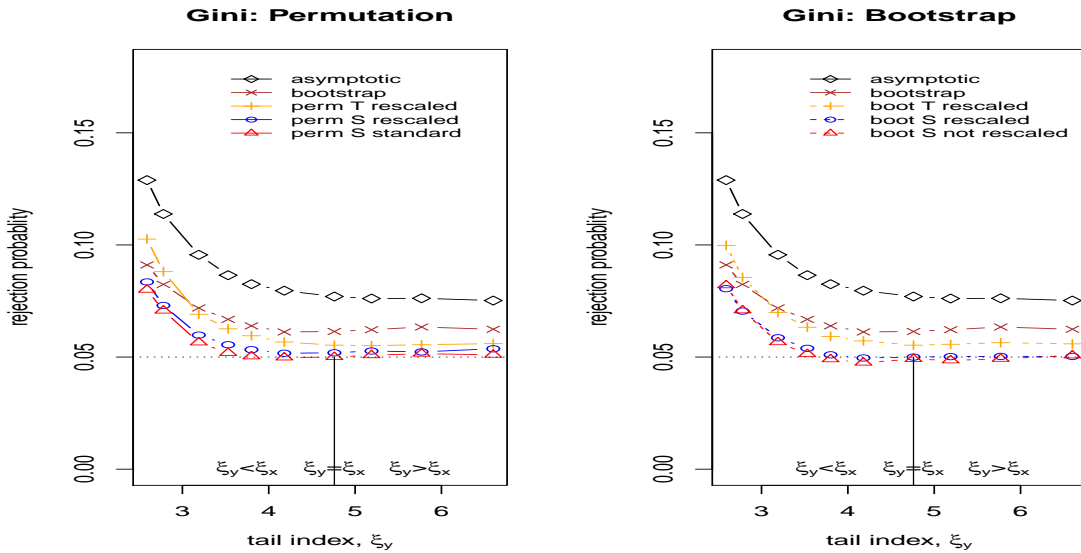 Gini: Permutation
asymptotic
bootstrap
perm T rescaled
perm S rescaled
perm S standard
rejection probablity
0.15
0.10
0.05
0.00
ξy<ξx
ξy=ξx
ξy>ξx
3 4 5 6
tail index, ξy
Gini: Bootstrap
asymptotic
bootstrap
boot T rescaled
boot S rescaled
boot S not rescaled
rejection probablity
0.15
0.10
0.05
0.00
ξy<ξx
ξy=ξx
ξy>ξx
3 4 5 6
tail index, ξy